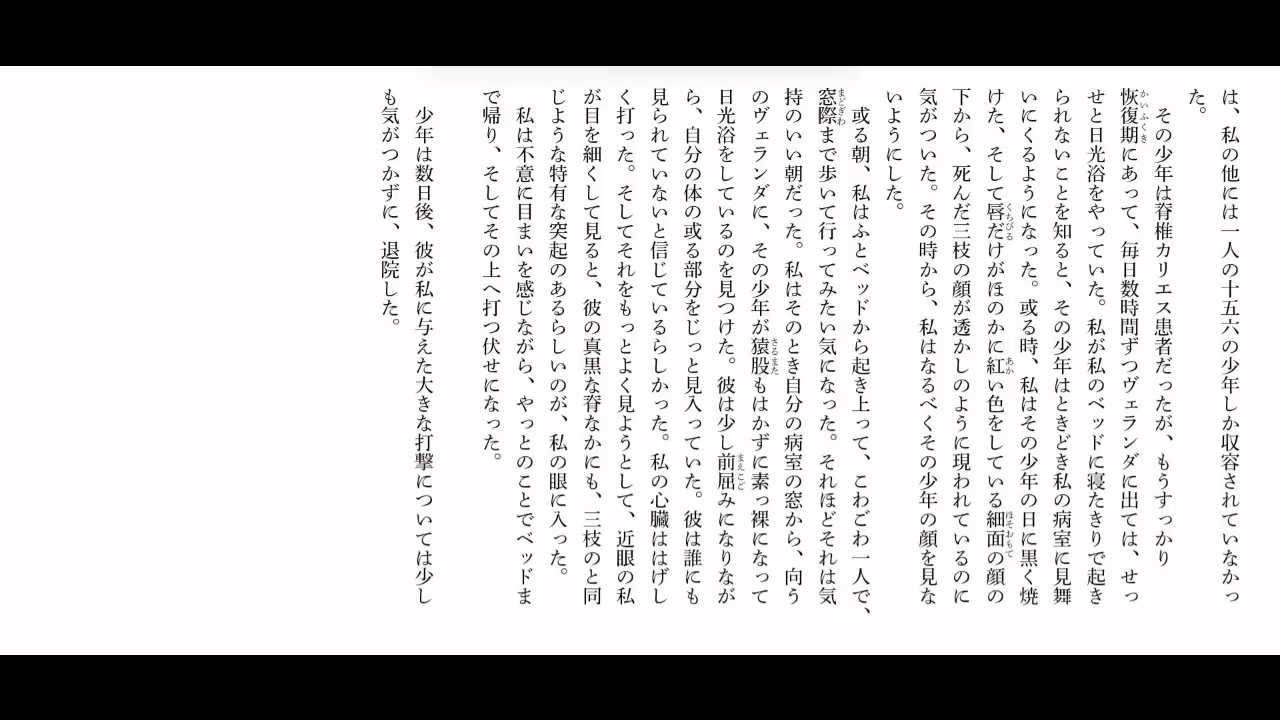 は、私の他には一人の十五六の少年しか収容されていなかっ
た。
その少年は脊椎カリエス患者だったが、もうすっかり
恢復期にあって、毎日数時間ずつヴェランダに出ては、せっ
せと日光浴をやっていた。私が私のベッドに寝たきりで起き
られないことを知ると、その少年はときどき私の病室に見舞
いにくるようになった。或る時、私はその少年の日に黒く焼
けた、そして唇だけがほのかに紅い色をしている細面の顔の
下から、死んだ三枝の顔が透かしのように現われているのに
気がついた。その時から、私はなるべくその少年の顔を見な
いようにした。
或る朝、私はふとベッドから起き上って、こわごわ一人で、
窓際まで歩いて行ってみたい気になった。それほどそれは気
持のいい朝だった。私はそのとき自分の病室の窓から、向う
のヴェランダに、その少年が猿股もはかずに素っ裸になって
日光浴をしているのを見つけた。彼は少し前屈みになりなが
ら、自分の体の或る部分をじっと見入っていた。彼は誰にも
見られていないと信じているらしかった。私の心臓ははげし
く打った。そしてそれをもっとよく見ようとして、近眼の私
が目を細くして見ると、彼の真黒な脊なかにも、三枝のと同
じような特有な突起のあるらしいのが、私の眼に入った。
私は不意に目まいを感じながら、やっとのことでベッドま
で帰り、そしてその上へ打つ伏せになった。
少年は数日後、彼が私に与えた大きな打撃については少し
も気がつかずに、退院した。